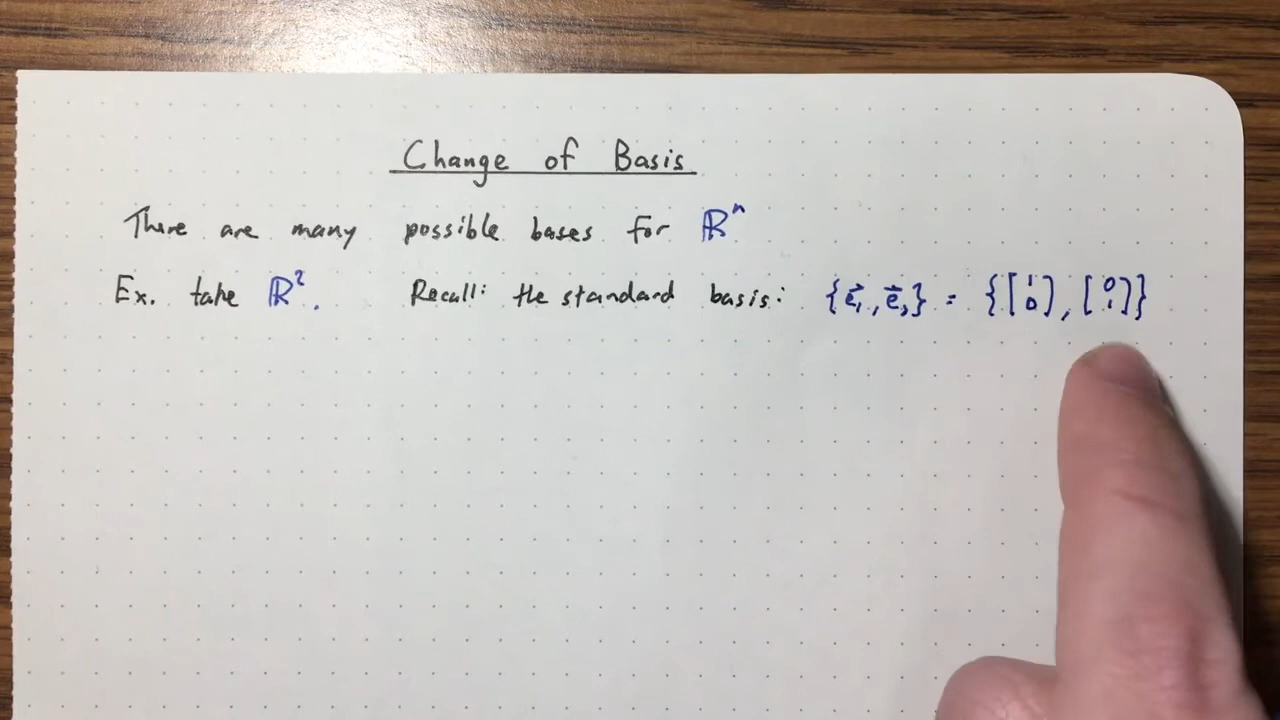 Change of Basis
There are many possible bases for ℝⁿ
Ex. take ℝ². Recall: the standard basis: {e⃗₁, e⃗₂} = {[1 0], [0 1]}